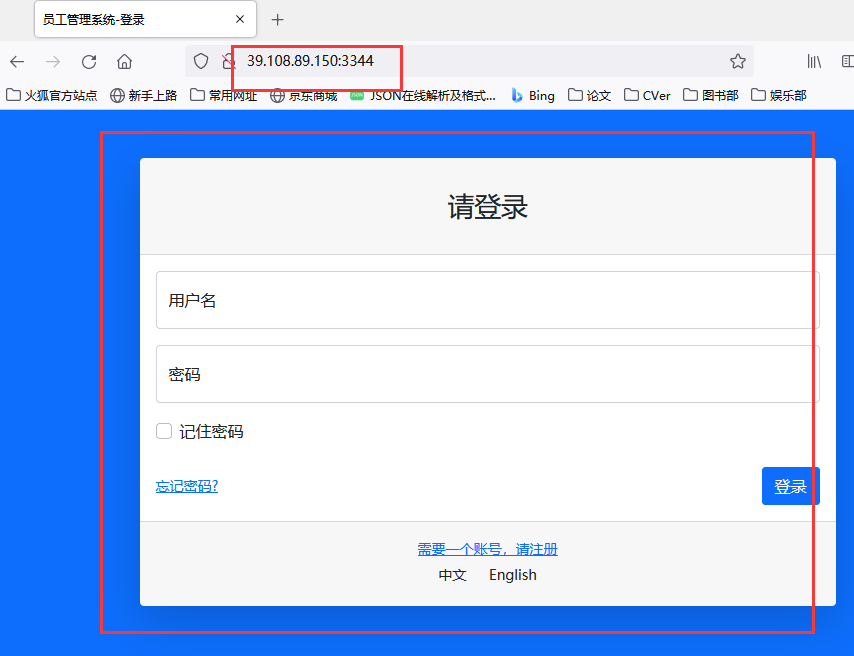 员工管理系统-登录
39.108.89.150:3344
火狐官方站点 新手上路 常用网址 京东商城 JSON在线解析及格式... Bing 论文 CVer 图书部 娱乐部
请登录
用户名
密码
记住密码
忘记密码?
登录
需要一个账号，请注册
中文 English